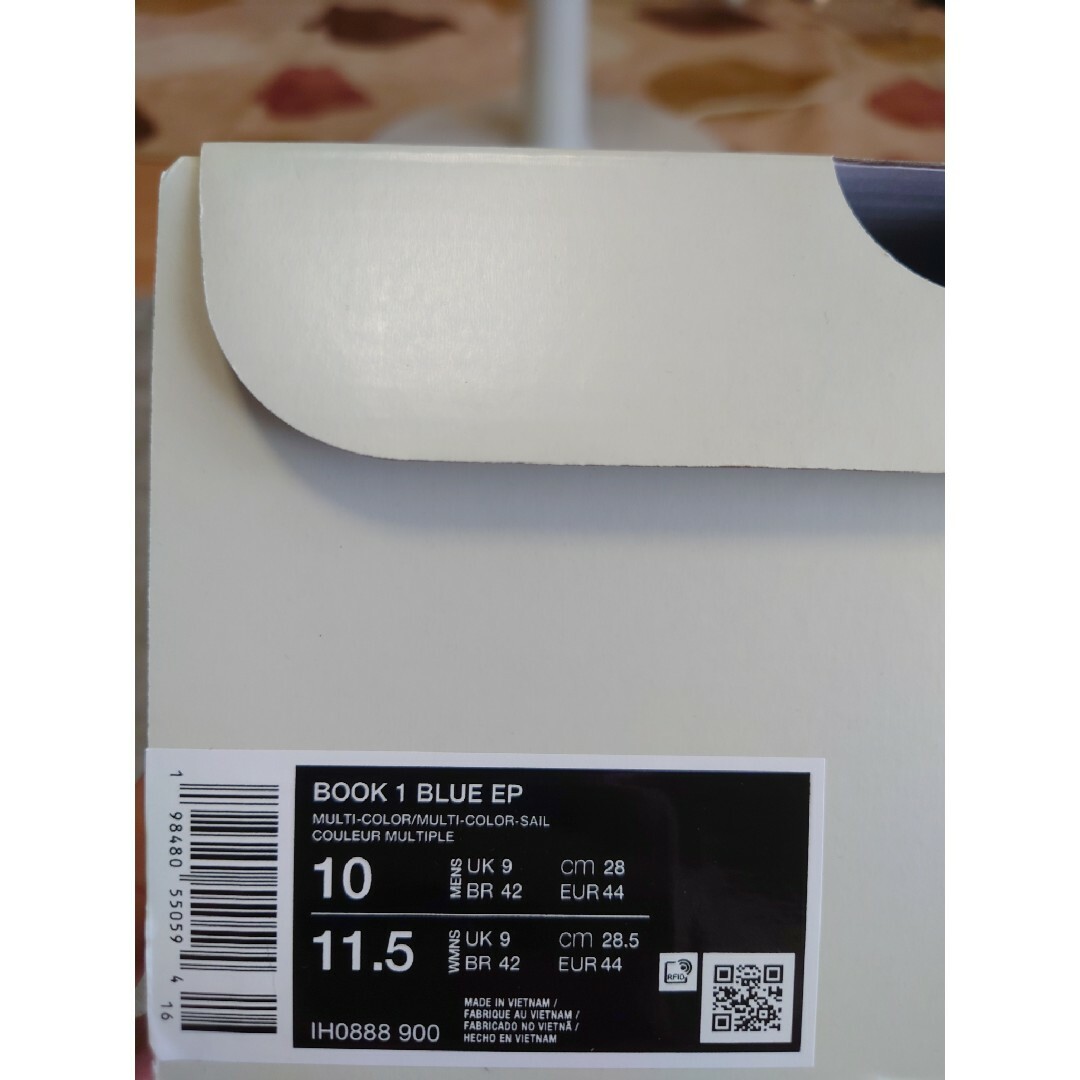 BOOK 1 BLUE EP
MULTI-COLOR/MULTI-COLOR-SAIL
COULEUR MULTIPLE
10 MENS UK 9 cm 28
BR 42 EUR 44
11.5 WMNS UK 9 cm 28.5
BR 42 EUR 44
IH0888 900
MADE IN VIETNAM /
FABRIQUE AU VIETNAM /
FABRICADO NO VIETNÃ /
HECHO EN VIETNAM
RFID
1 98480 55059 4 16